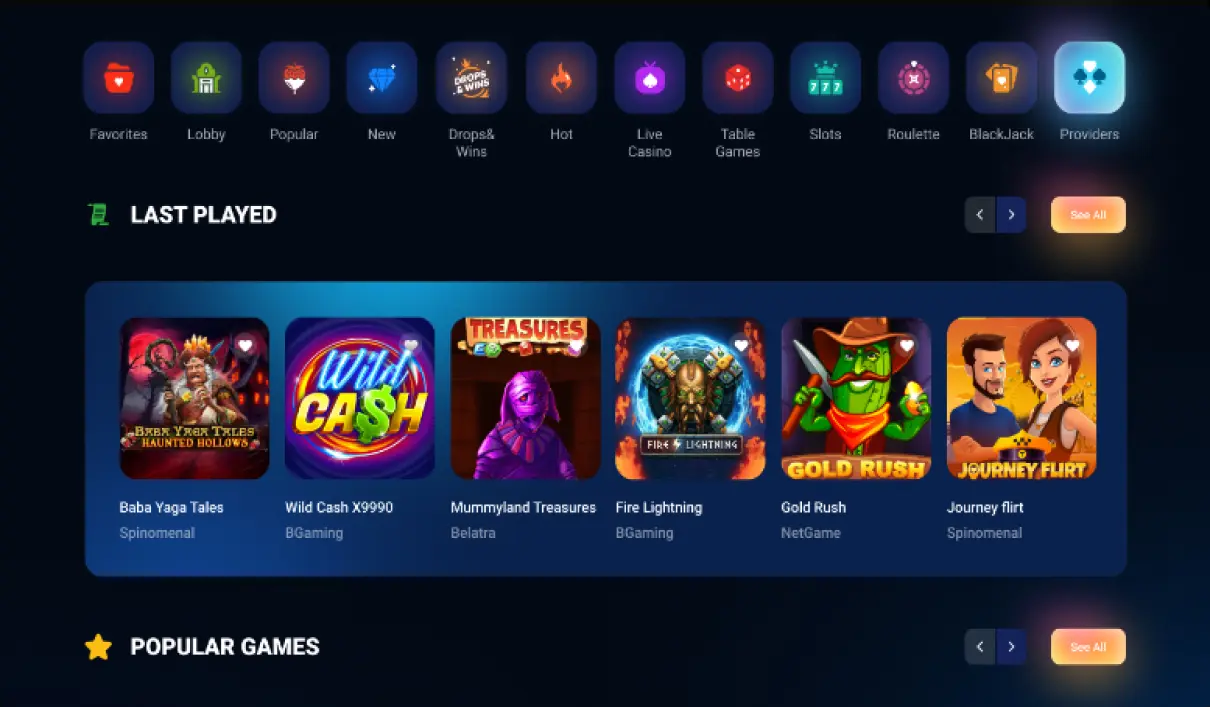 DROPS
& WINS
777
Favorites
Lobby
Popular
New
Drops&
Wins
Hot
Live
Casino
Table
Games
Slots
Roulette
BlackJack
Providers
LAST PLAYED
See All
BABA YAGA TALES
HAUNTED HOLLOWS
Wild
CA$H
TREASURES
FIRE LIGHTNING
GOLD RUSH
JOURNEY FLIRT
Baba Yaga Tales
Wild Cash X9990
Mummyland Treasures
Fire Lightning
Gold Rush
Journey flirt
Spinomenal
BGaming
Belatra
BGaming
NetGame
Spinomenal
POPULAR GAMES
See All